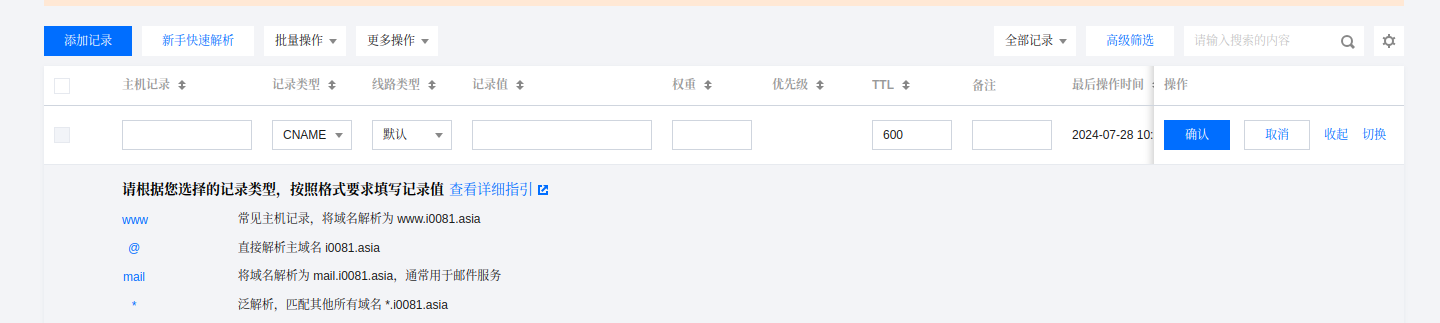 添加记录 新手快速解析 批量操作 更多操作 全部记录 高级筛选 请输入搜索的内容
主机记录 记录类型 线路类型 记录值 权重 优先级 TTL 备注 最后操作时间 操作
CNAME 默认 600 2024-07-28 10: 确认 取消 收起 切换
请根据您选择的记录类型，按照格式要求填写记录值 查看详细指引
www 常见主机记录，将域名解析为 www.i0081.asia
@ 直接解析主域名 i0081.asia
mail 将域名解析为 mail.i0081.asia，通常用于邮件服务
* 泛解析，匹配其他所有域名 *.i0081.asia